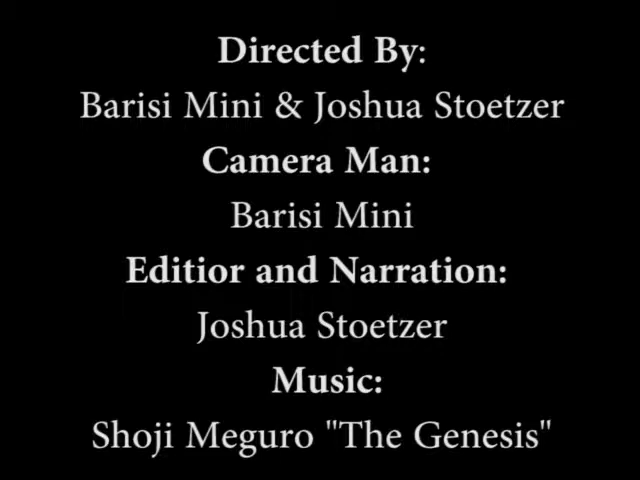 Directed By:
Barisi Mini & Joshua Stoetzer
Camera Man:
Barisi Mini
Editior and Narration:
Joshua Stoetzer
Music:
Shoji Meguro "The Genesis"